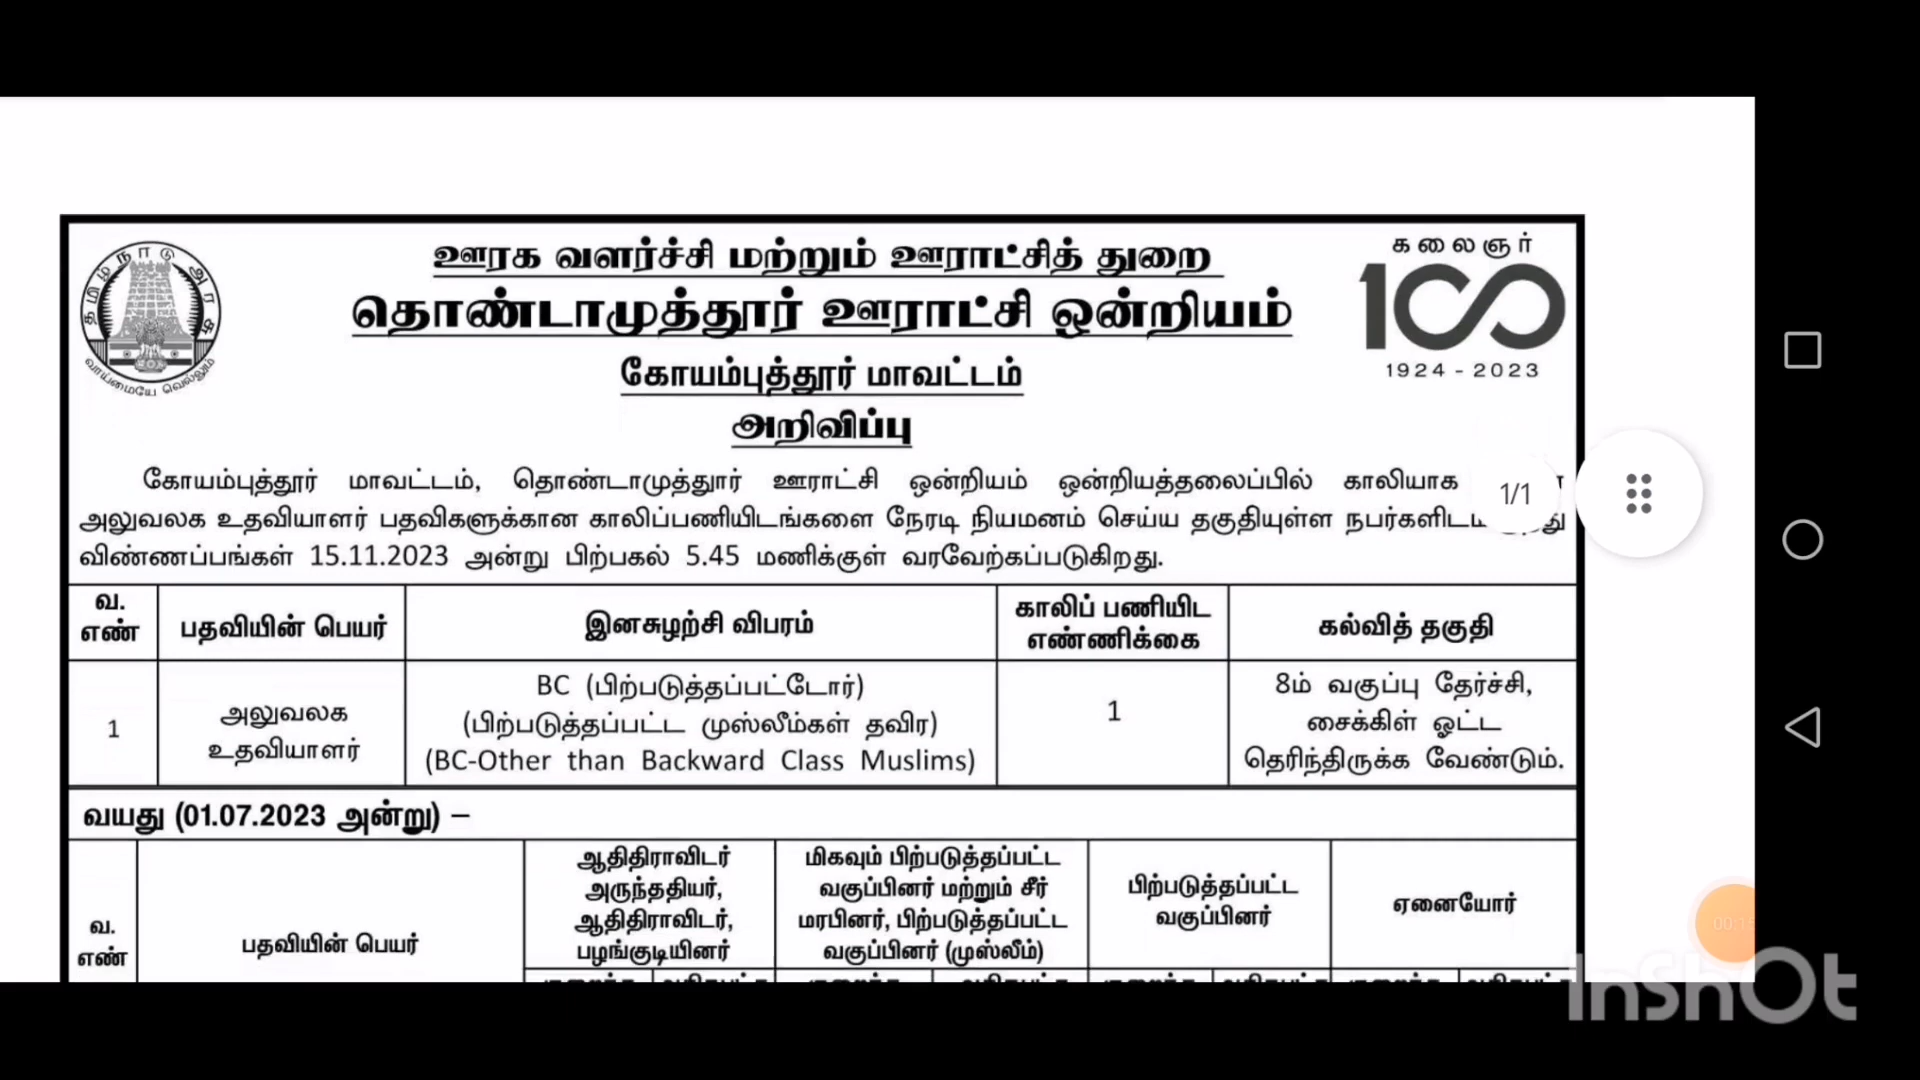 தமிழ்நாடு அரசு
வாய்மையே வெல்லும்
ஊரக வளர்ச்சி மற்றும் ஊராட்சித் துறை
தொண்டாமுத்தூர் ஊராட்சி ஒன்றியம்
கோயம்புத்தூர் மாவட்டம்
அறிவிப்பு
கலைஞர்
100
1924 - 2023
கோயம்புத்தூர் மாவட்டம், தொண்டாமுத்துார் ஊராட்சி ஒன்றியம் ஒன்றியத்தலைப்பில் காலியாக
அலுவலக உதவியாளர் பதவிகளுக்கான காலிப்பணியிடங்களை நேரடி நியமனம் செய்ய தகுதியுள்ள
விண்ணப்பங்கள் 15.11.2023 அன்று பிற்பகல் 5.45 மணிக்குள் வரவேற்கப்படுகிறது.
1/1
வ. எண் பதவியின் பெயர் இனசுழற்சி விபரம் காலிப் பணியிட எண்ணிக்கை கல்வித் தகுதி
1 அலுவலக உதவியாளர் BC (பிற்படுத்தப்பட்டோர்) 1 8ம் வகுப்பு தேர்ச்சி,
(பிற்படுத்தப்பட்ட முஸ்லீம்கள் தவிர) சைக்கிள் ஓட்ட
(BC-Other than Backward Class Muslims) தெரிந்திருக்க வேண்டும்.
வயது (01.07.2023 அன்று) –
வ. எண்
பதவியின் பெயர்
ஆதிதிராவிடர்
அருந்ததியர்,
ஆதிதிராவிடர்,
பழங்குடியினர்
மிகவும் பிற்படுத்தப்பட்ட
வகுப்பினர் மற்றும் சீர்
மரபினர், பிற்படுத்தப்பட்ட
வகுப்பினர் (முஸ்லீம்)
பிற்படுத்தப்பட்ட
வகுப்பினர்
ஏனையோர்
InShOt